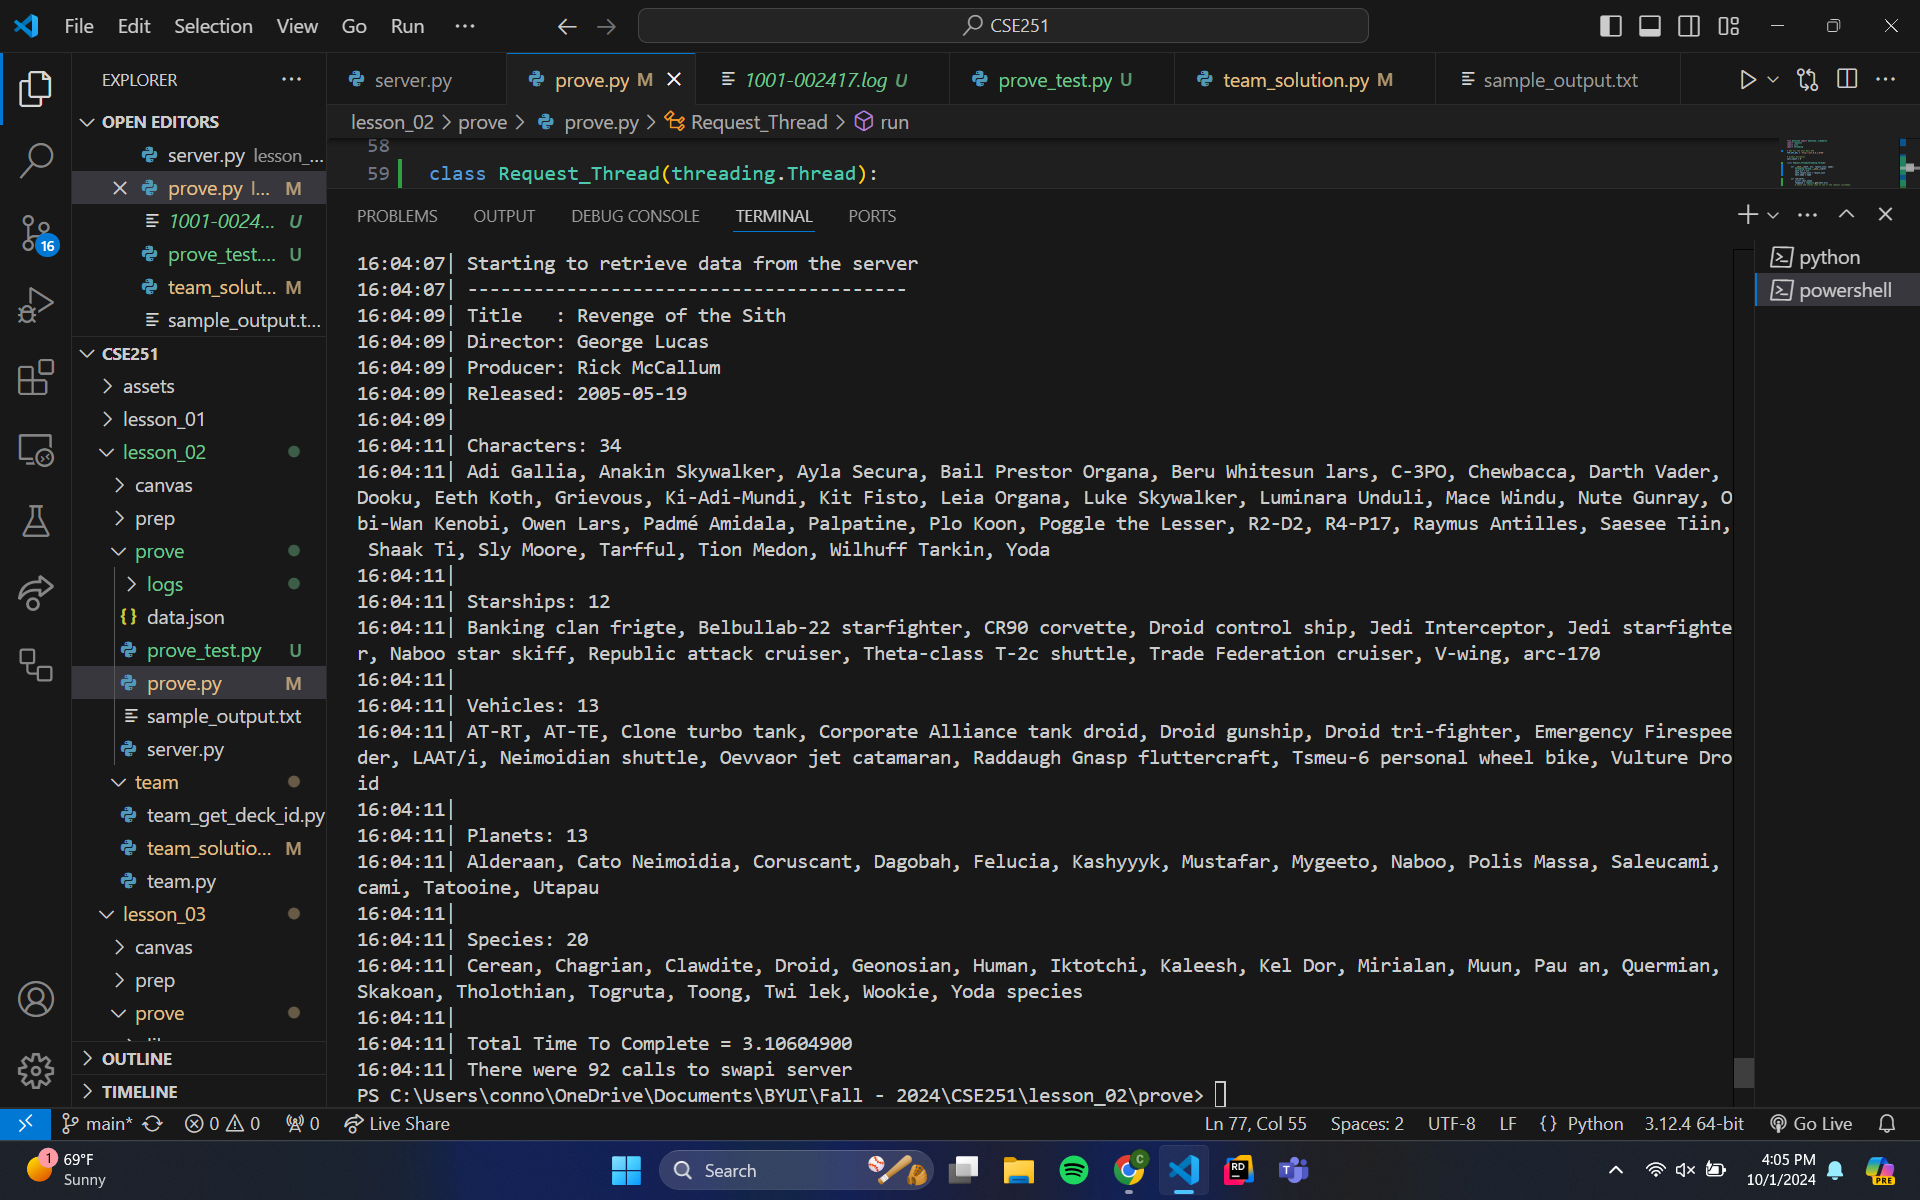 File Edit Selection View Go Run ··· CSE251
EXPLORER ···
server.py
prove.py M
1001-002417.log U
prove_test.py U
team_solution.py M
sample_output.txt
OPEN EDITORS
server.py lesson_...
prove.py l... M
1001-0024... U
prove_test.... U
team_solut... M
sample_output.t...
CSE251
assets
lesson_01
lesson_02
canvas
prep
prove
logs
{} data.json
prove_test.py U
prove.py M
sample_output.txt
server.py
team
team_get_deck_id.py
team_solutio... M
team.py
lesson_03
canvas
prep
prove
OUTLINE
TIMELINE
16
lesson_02 > prove > prove.py > Request_Thread > run
58
59 class Request_Thread(threading.Thread):
PROBLEMS OUTPUT DEBUG CONSOLE TERMINAL PORTS
python
powershell
16:04:07| Starting to retrieve data from the server
16:04:07| ----------------------------------------
16:04:09| Title   : Revenge of the Sith
16:04:09| Director: George Lucas
16:04:09| Producer: Rick McCallum
16:04:09| Released: 2005-05-19
16:04:09|
16:04:11| Characters: 34
16:04:11| Adi Gallia, Anakin Skywalker, Ayla Secura, Bail Prestor Organa, Beru Whitesun lars, C-3PO, Chewbacca, Darth Vader,
Dooku, Eeth Koth, Grievous, Ki-Adi-Mundi, Kit Fisto, Leia Organa, Luke Skywalker, Luminara Unduli, Mace Windu, Nute Gunray, O
bi-Wan Kenobi, Owen Lars, Padmé Amidala, Palpatine, Plo Koon, Poggle the Lesser, R2-D2, R4-P17, Raymus Antilles, Saesee Tiin,
Shaak Ti, Sly Moore, Tarfful, Tion Medon, Wilhuff Tarkin, Yoda
16:04:11|
16:04:11| Starships: 12
16:04:11| Banking clan frigte, Belbullab-22 starfighter, CR90 corvette, Droid control ship, Jedi Interceptor, Jedi starfighte
r, Naboo star skiff, Republic attack cruiser, Theta-class T-2c shuttle, Trade Federation cruiser, V-wing, arc-170
16:04:11|
16:04:11| Vehicles: 13
16:04:11| AT-RT, AT-TE, Clone turbo tank, Corporate Alliance tank droid, Droid gunship, Droid tri-fighter, Emergency Firespee
der, LAAT/i, Neimoidian shuttle, Oevvaor jet catamaran, Raddaugh Gnasp fluttercraft, Tsmeu-6 personal wheel bike, Vulture Dro
id
16:04:11|
16:04:11| Planets: 13
16:04:11| Alderaan, Cato Neimoidia, Coruscant, Dagobah, Felucia, Kashyyyk, Mustafar, Mygeeto, Naboo, Polis Massa, Saleucami,
cami, Tatooine, Utapau
16:04:11|
16:04:11| Species: 20
16:04:11| Cerean, Chagrian, Clawdite, Droid, Geonosian, Human, Iktotchi, Kaleesh, Kel Dor, Mirialan, Muun, Pau an, Quermian,
Skakoan, Tholothian, Togruta, Toong, Twi lek, Wookie, Yoda species
16:04:11|
16:04:11| Total Time To Complete = 3.10604900
16:04:11| There were 92 calls to swapi server
PS C:\Users\conno\OneDrive\Documents\BYUI\Fall - 2024\CSE251\lesson_02\prove>
main* 0 0 0 Live Share Ln 77, Col 55 Spaces: 2 UTF-8 LF {} Python 3.12.4 64-bit Go Live
1 69°F
Sunny
Search
C
RD
T
4:05 PM
10/1/2024
PRE